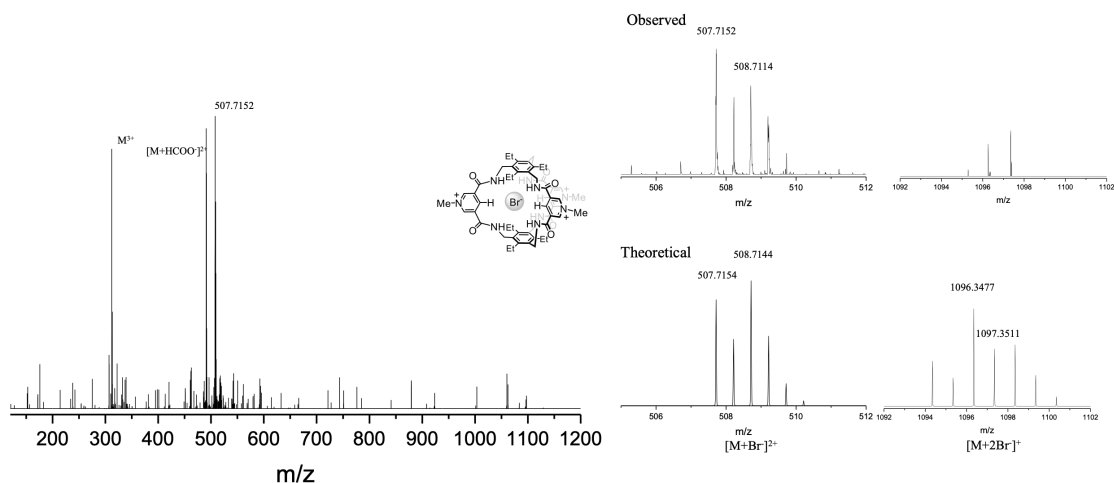 507.7152
M3+
[M+HCOO-]2+
Et
Et
Et
O
NH
HN
O
Me
N
+
H
Br-
H
N
+
Me
N-Me
O
NH
HN
O
Et
Et
Et
200 300 400 500 600 700 800 900 1000 1100 1200
m/z
Observed
507.7152
508.7114
506 508 510 512
m/z
1092 1094 1096 1098 1100 1102
m/z
Theoretical
508.7144
507.7154
1096.3477
1097.3511
506 508 510 512
m/z
[M+Br-]2+
1092 1094 1096 1098 1100 1102
m/z
[M+2Br-]+